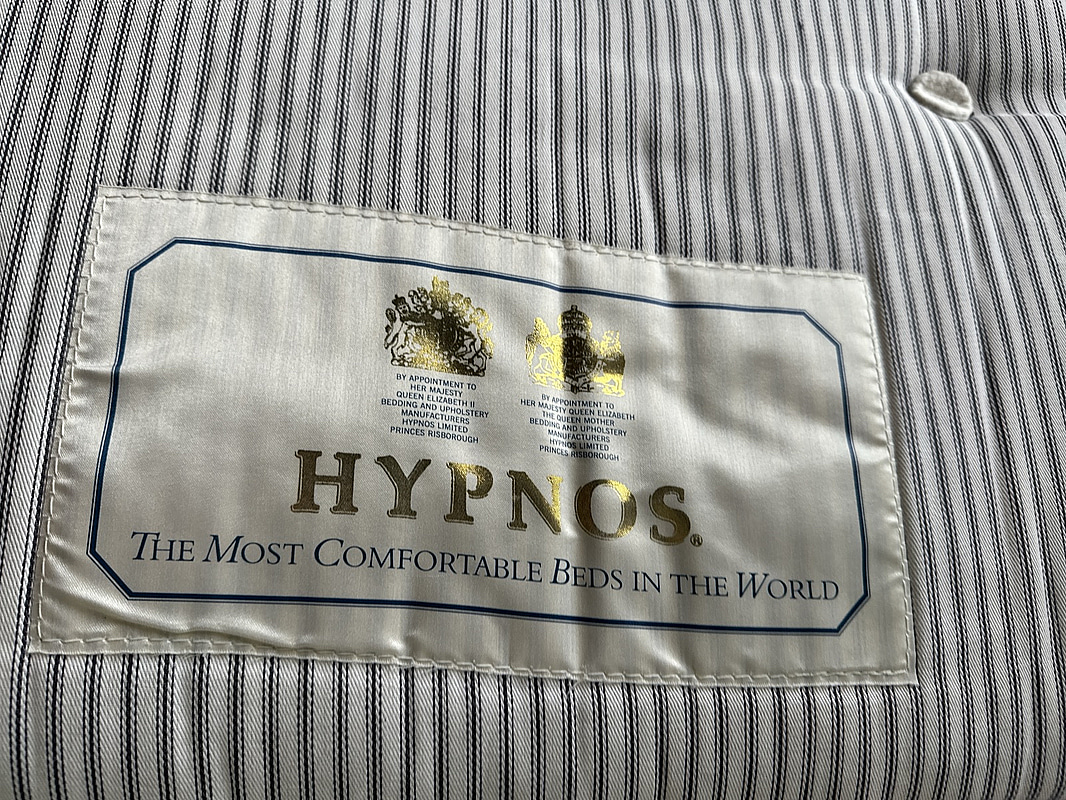 BY APPOINTMENT TO
HER MAJESTY
QUEEN ELIZABETH II
BEDDING AND UPHOLSTERY
MANUFACTURERS
HYPNOS LIMITED
PRINCES RISBOROUGH
BY APPOINTMENT TO
HER MAJESTY QUEEN ELIZABETH
THE QUEEN MOTHER
BEDDING AND UPHOLSTERY
MANUFACTURERS
HYPNOS LIMITED
PRINCES RISBOROUGH
HYPNOS®
THE MOST COMFORTABLE BEDS IN THE WORLD